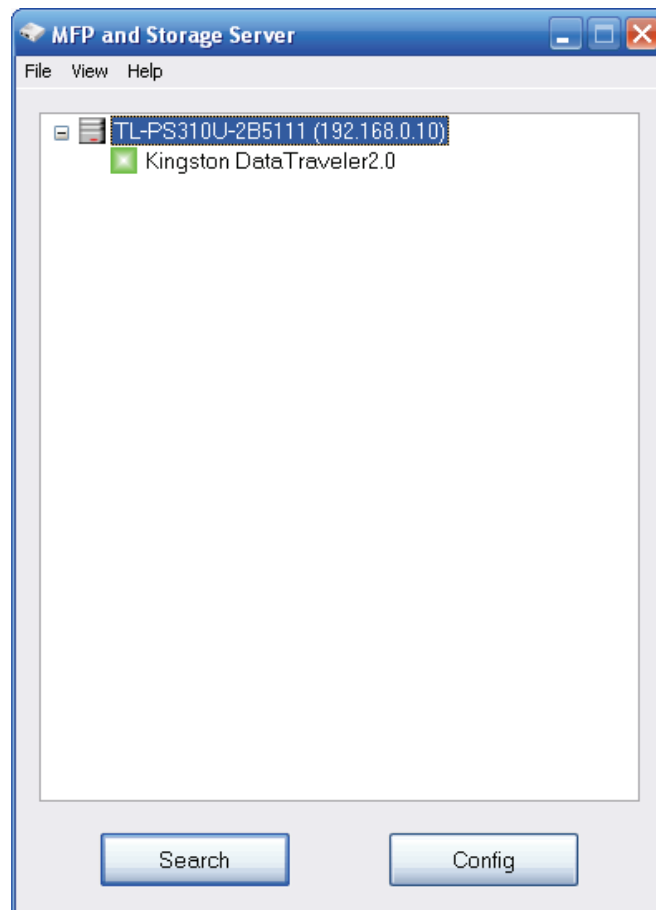 MFP and Storage Server
File View Help
TL-PS310U-2B5111 (192.168.0.10)
Kingston DataTraveler2.0
Search Config